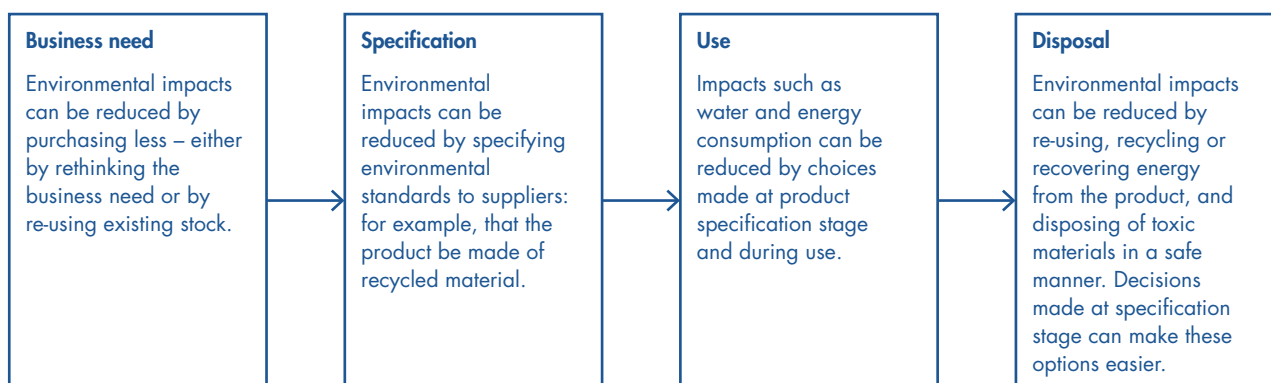 Business need
Environmental impacts
can be reduced by
purchasing less – either
by rethinking the
business need or by
re-using existing stock.
Specification
Environmental
impacts can be
reduced by specifying
environmental
standards to suppliers:
for example, that the
product be made of
recycled material.
Use
Impacts such as
water and energy
consumption can be
reduced by choices
made at product
specification stage
and during use.
Disposal
Environmental impacts
can be reduced by
re-using, recycling or
recovering energy
from the product, and
disposing of toxic
materials in a safe
manner. Decisions
made at specification
stage can make these
options easier.